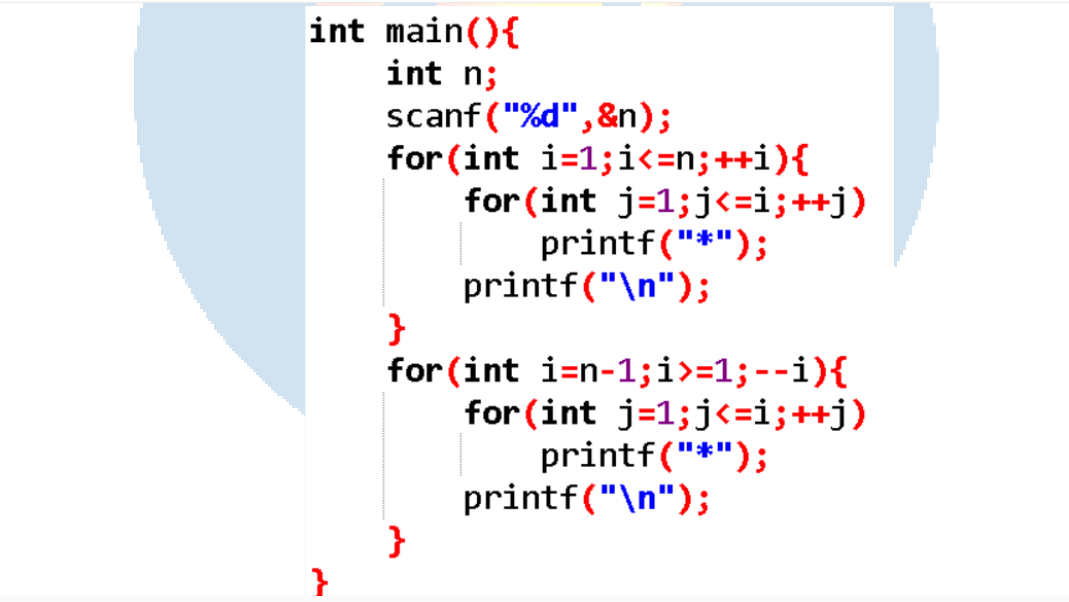 int main(){
    int n;
    scanf("%d",&n);
    for(int i=1;i<=n;++i){
        for(int j=1;j<=i;++j)
            printf("*");
        printf("\n");
    }
    for(int i=n-1;i>=1;--i){
        for(int j=1;j<=i;++j)
            printf("*");
        printf("\n");
    }
}